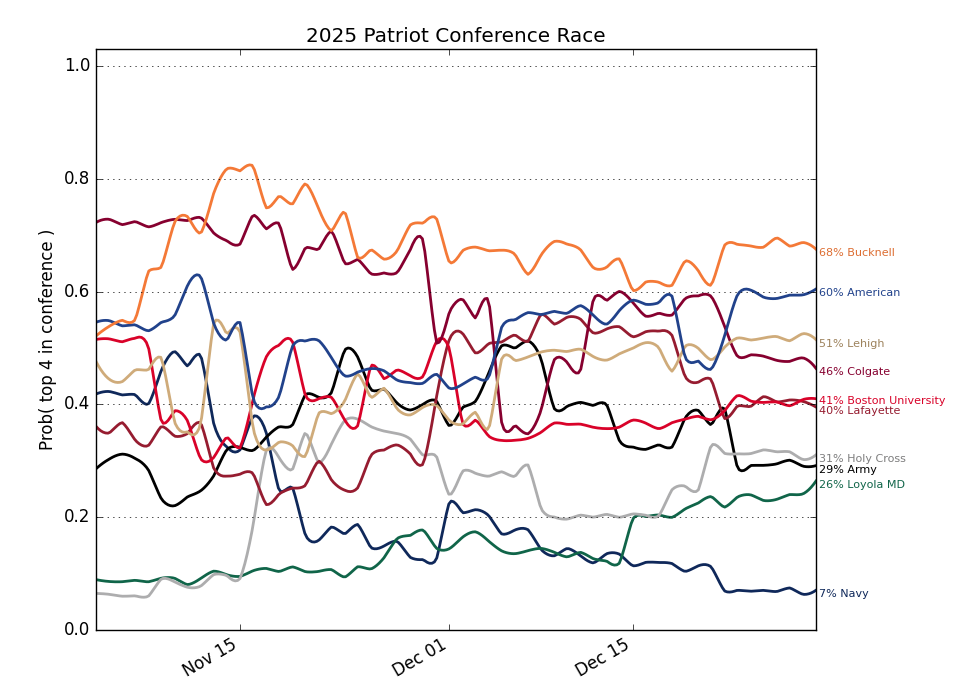 2025 Patriot Conference Race
Prob( top 4 in conference )
1.0
0.8
0.6
0.4
0.2
0.0
Nov 15
Dec 01
Dec 15
68% Bucknell
60% American
51% Lehigh
46% Colgate
41% Boston University
40% Lafayette
31% Holy Cross
29% Army
26% Loyola MD
7% Navy